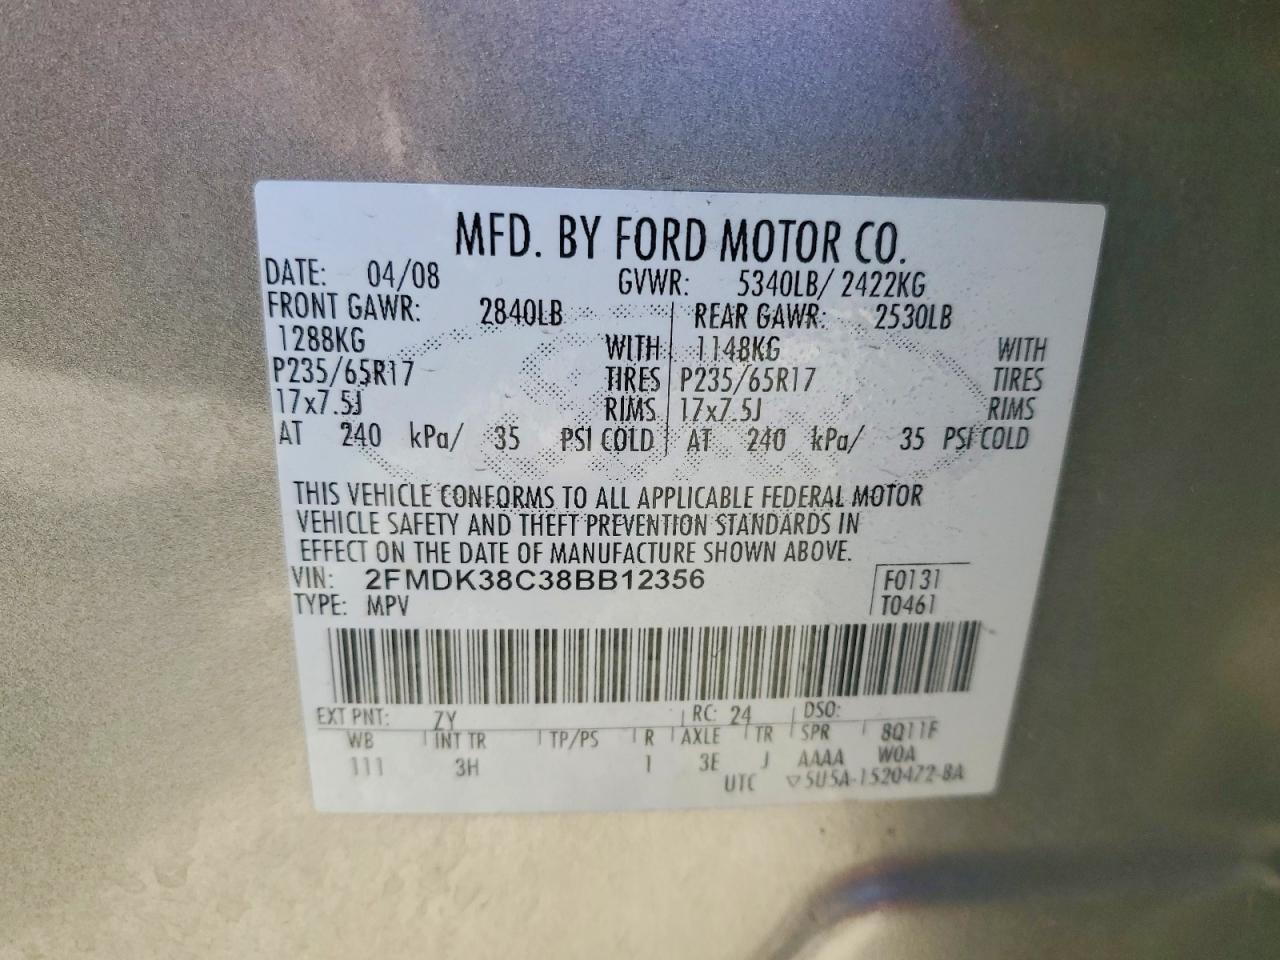 MFD. BY FORD MOTOR CO.
DATE: 04/08 GVWR: 5340LB/ 2422KG
FRONT GAWR: 2840LB REAR GAWR: 2530LB
1288KG WITH 1148KG WITH
P235/65R17 TIRES P235/65R17 TIRES
17x7.5J RIMS 17x7.5J RIMS
AT 240 kPa/ 35 PSI COLD AT 240 kPa/ 35 PSI COLD
THIS VEHICLE CONFORMS TO ALL APPLICABLE FEDERAL MOTOR
VEHICLE SAFETY AND THEFT PREVENTION STANDARDS IN
EFFECT ON THE DATE OF MANUFACTURE SHOWN ABOVE.
VIN: 2FMDK38C38BB12356 F0131
TYPE: MPV T0461
EXT PNT: ZY RC: 24 DSO:
WB INT TR TP/PS R AXLE TR SPR 8Q11F
111 3H 1 3E J AAAA W0A
UTC ▽5U5A-1520472-BA